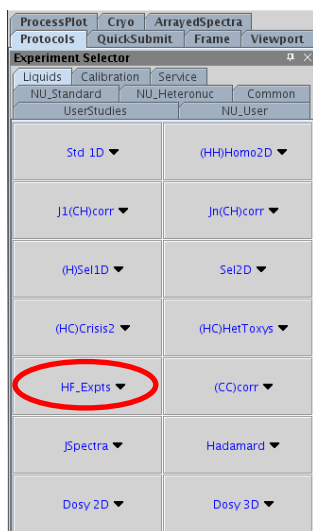 ProcessPlot Cryo ArrayedSpectra
Protocols QuickSubmit Frame Viewport
Experiment Selector
Liquids Calibration Service
NU_Standard NU_Heteronuc Common
UserStudies NU_User
Std 1D (HH)Homo2D
J1(CH)corr Jn(CH)corr
(H)Sel1D Sel2D
(HC)Crisis2 (HC)HetToxys
HF_Expts (CC)corr
JSpectra Hadamard
Dosy 2D Dosy 3D